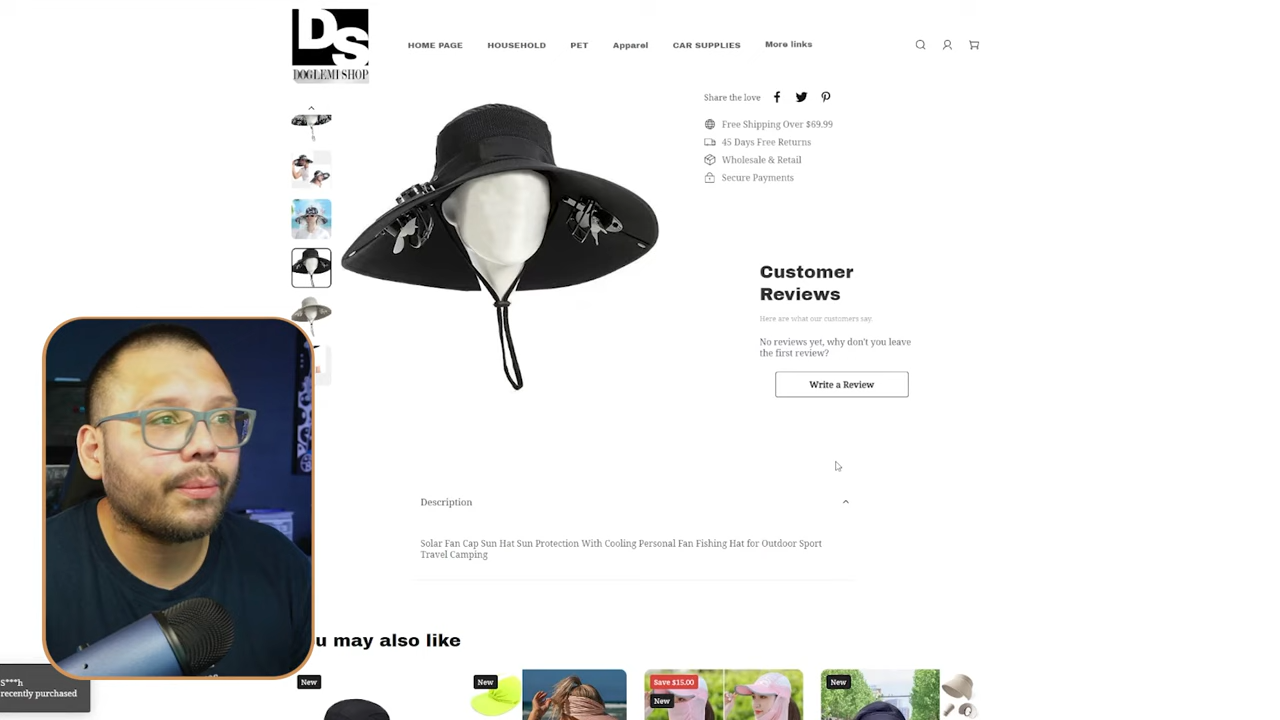 DS
DOGLEMI SHOP
HOME PAGE
HOUSEHOLD
PET
Apparel
CAR SUPPLIES
More links
Share the love
Free Shipping Over $69.99
45 Days Free Returns
Wholesale & Retail
Secure Payments
Customer
Reviews
Here are what our customers say.
No reviews yet, why don't you leave
the first review?
Write a Review
Description
Solar Fan Cap Sun Hat Sun Protection With Cooling Personal Fan Fishing Hat for Outdoor Sport
Travel Camping
u may also like
S***h
recently purchased
New
New
Save $15.00
New
New